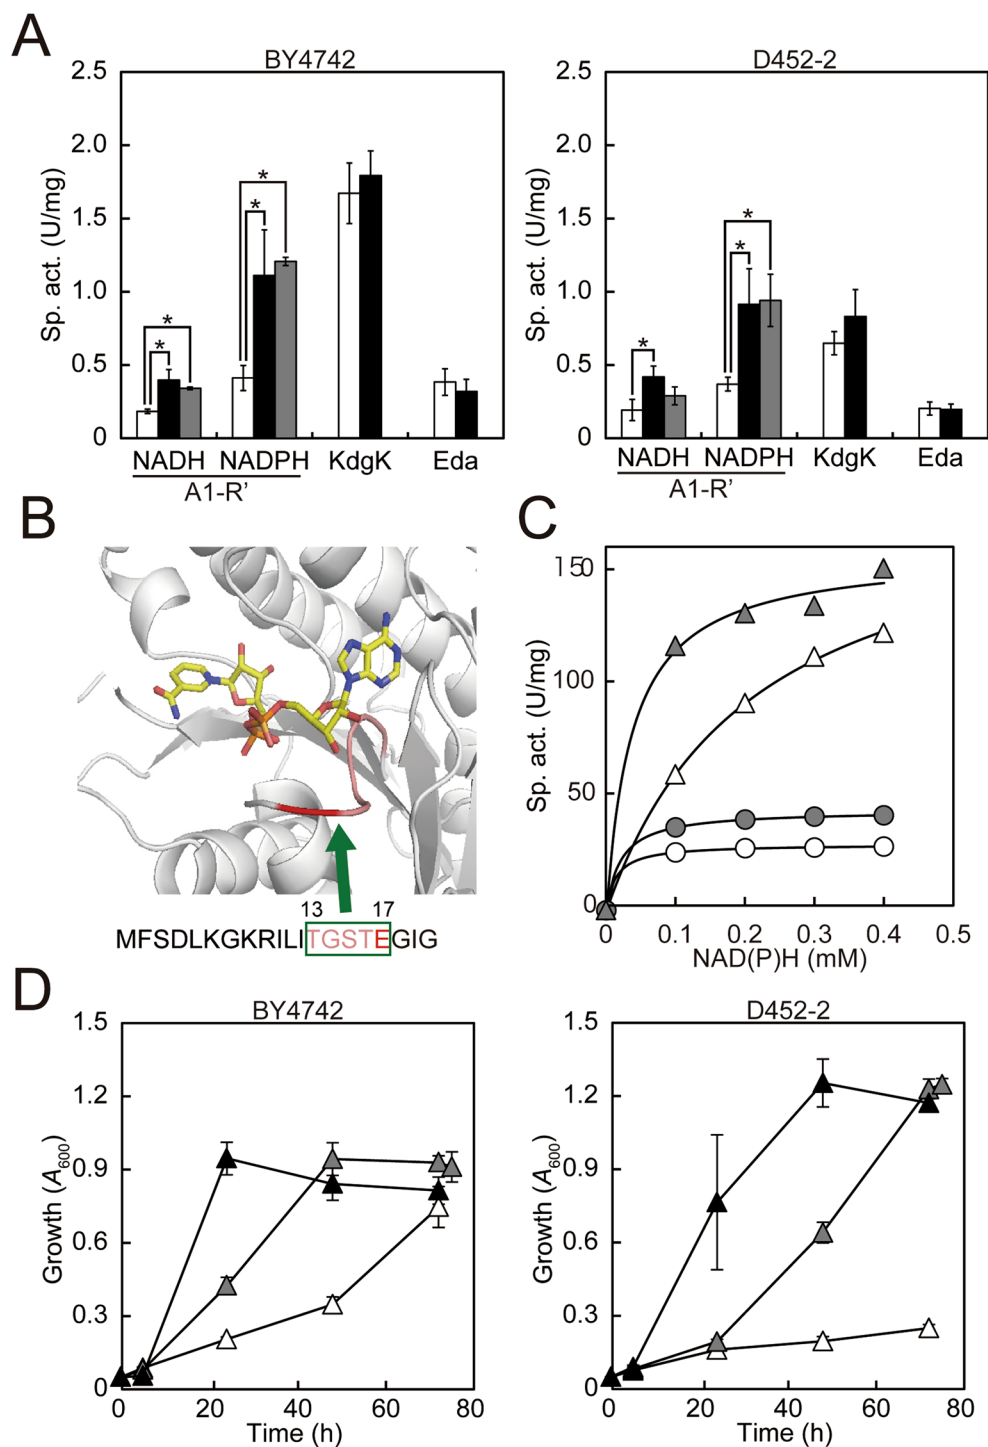 A
BY4742
2.5
2.0
1.5
1.0
0.5
0
Sp. act. (U/mg)
* * * *
NADH NADPH KdgK Eda
A1-R’
D452-2
2.5
2.0
1.5
1.0
0.5
0
Sp. act. (U/mg)
* * *
NADH NADPH KdgK Eda
A1-R’
B
13 17
MFSDLKGKRILITGSTEGIG
C
150
100
50
0
Sp. act. (U/mg)
0 0.1 0.2 0.3 0.4 0.5
NAD(P)H (mM)
D
BY4742
1.5
1.2
0.9
0.6
0.3
0
Growth (A600)
0 20 40 60 80
Time (h)
D452-2
1.5
1.2
0.9
0.6
0.3
0
Growth (A600)
0 20 40 60 80
Time (h)